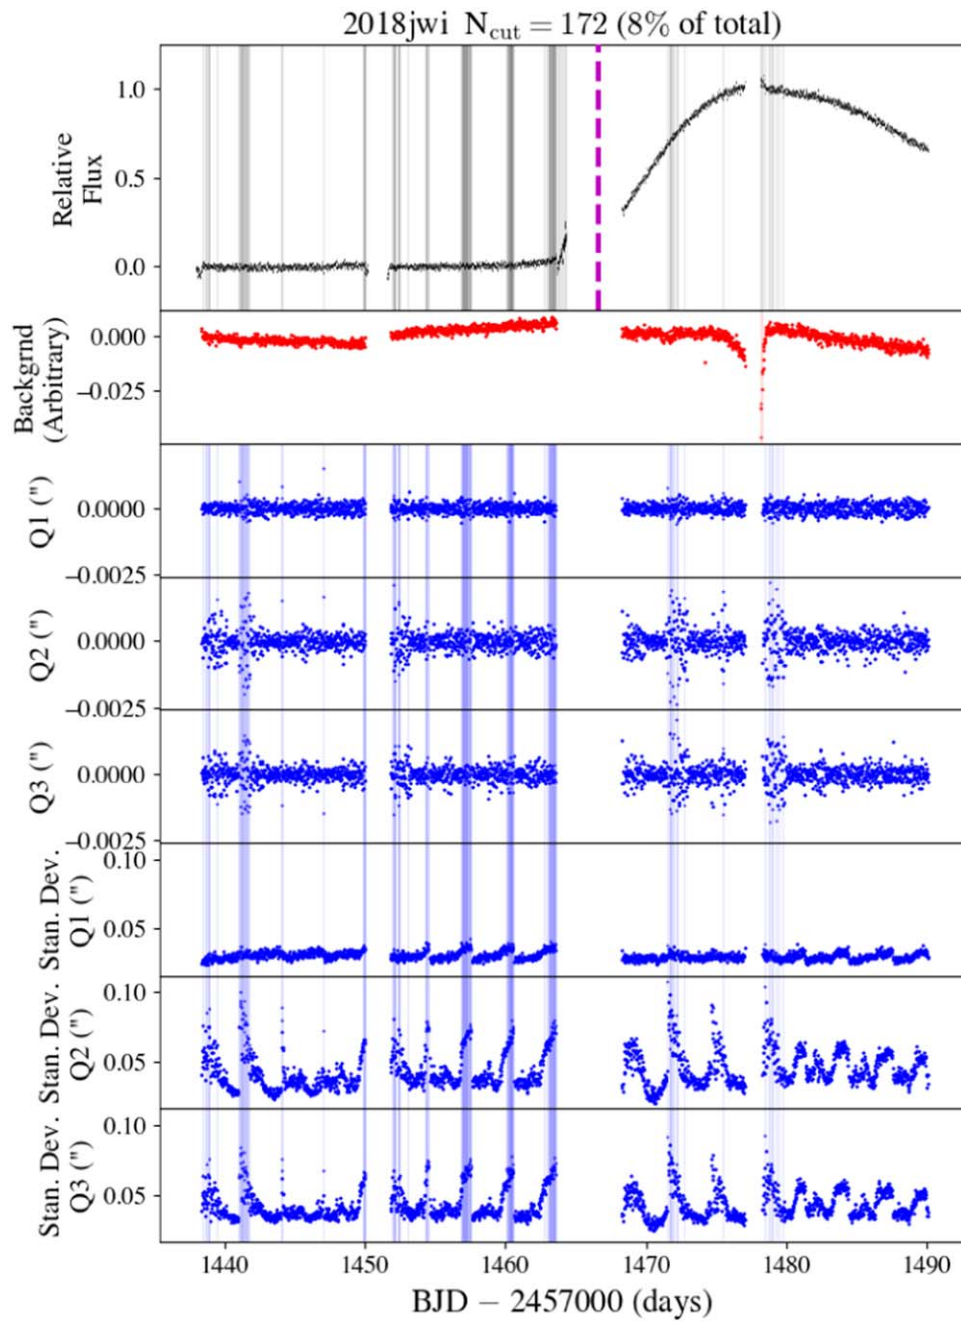 2018jwi N_cut = 172 (8% of total)
Relative
Flux
1.0
0.5
0.0
Backgrnd
(Arbitrary)
0.000
−0.025
Q1 (")
0.0000
−0.0025
Q2 (")
0.0000
−0.0025
Q3 (")
0.0000
−0.0025
Stan. Dev.
Q1 (")
0.10
0.05
Stan. Dev.
Q2 (")
0.10
0.05
Stan. Dev.
Q3 (")
0.10
0.05
1440 1450 1460 1470 1480 1490
BJD − 2457000 (days)